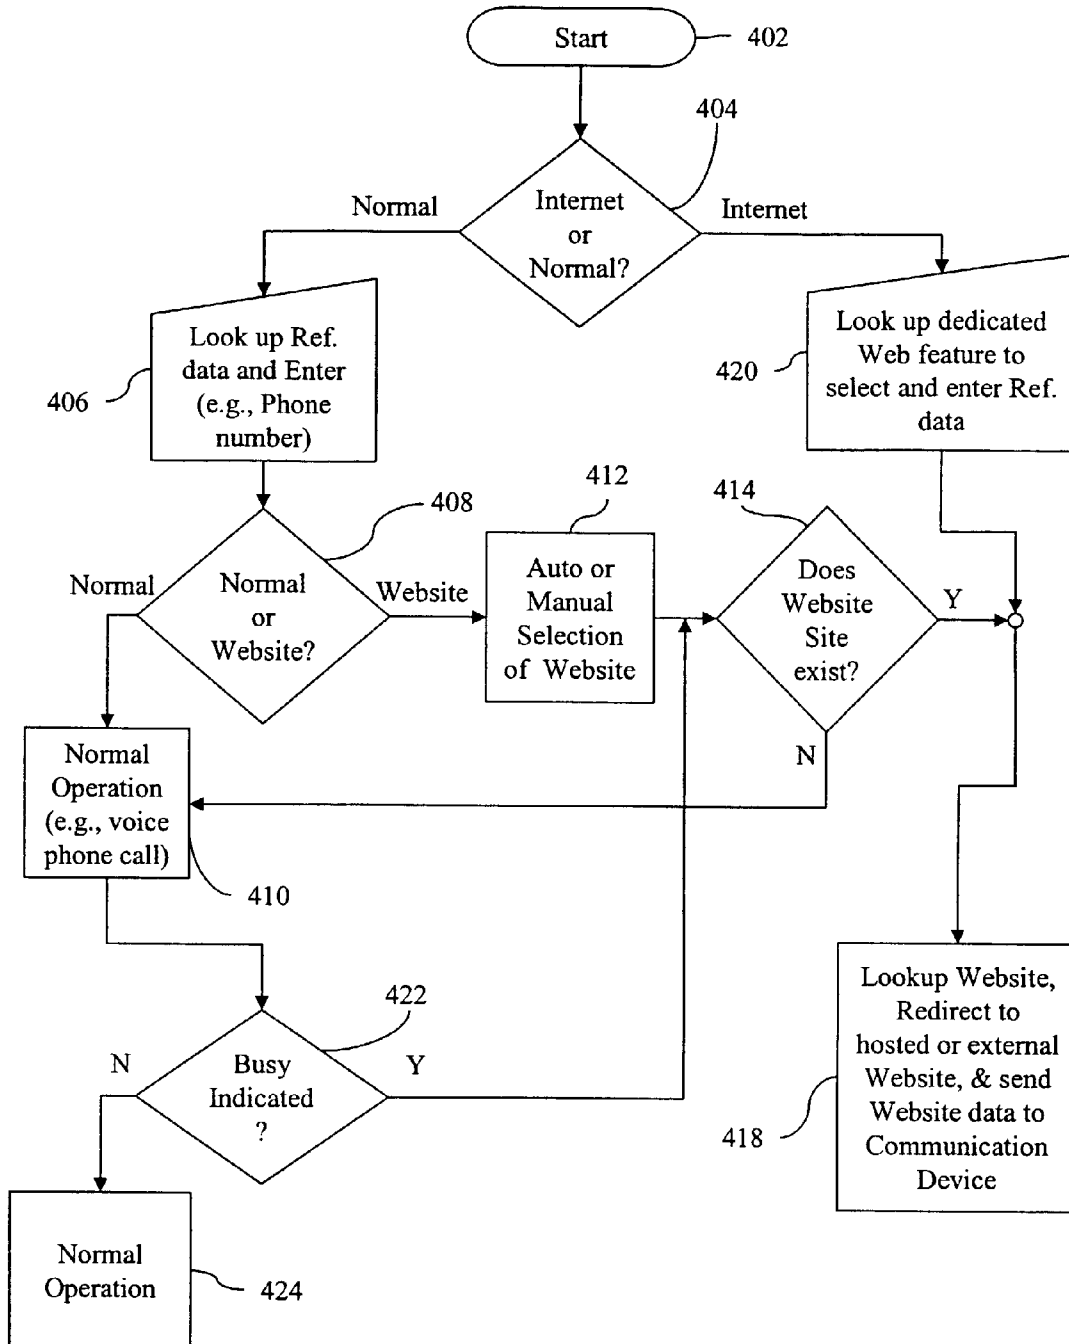 Start
402
404
Normal
Internet
or
Normal?
Internet
Look up Ref.
data and Enter
(e.g., Phone
number)
406
Look up dedicated
Web feature to
select and enter Ref.
data
420
408
Normal
Normal
or
Website?
Website
412
Auto or
Manual
Selection
of Website
414
Does
Website
Site
exist?
Y
N
Normal
Operation
(e.g., voice
phone call)
410
422
N
Busy
Indicated
?
Y
Lookup Website,
Redirect to
hosted or external
Website, & send
Website data to
Communication
Device
418
Normal
Operation
424